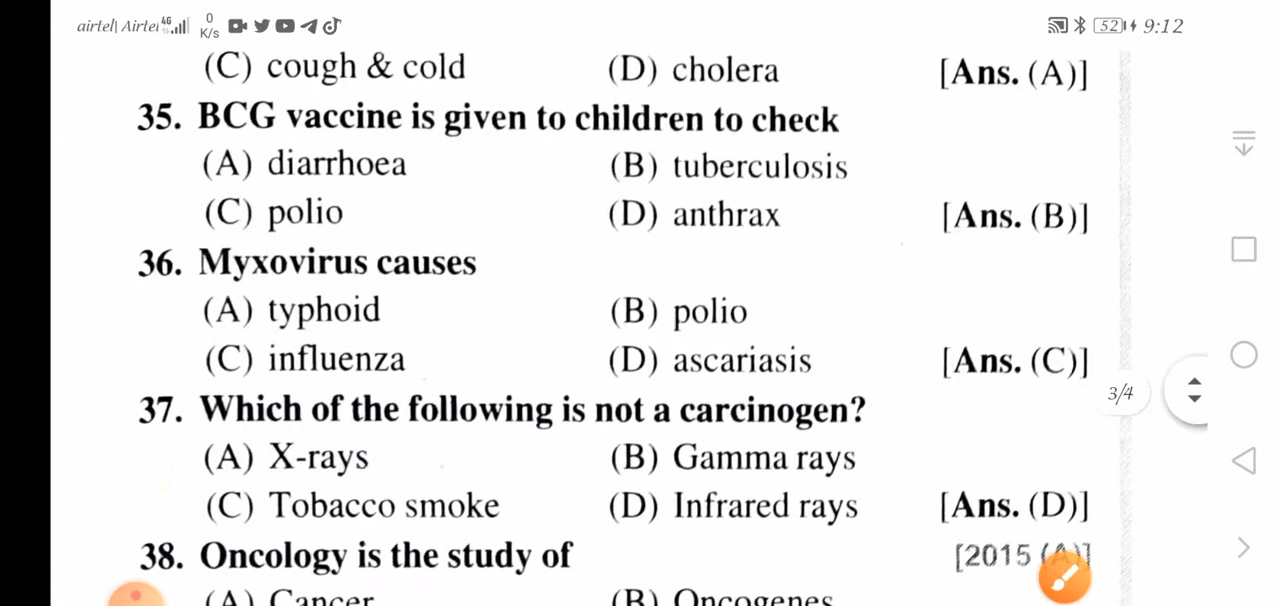 airtel| Airtel 4G 0 K/s 52 9:12
(C) cough & cold (D) cholera [Ans. (A)]
35. BCG vaccine is given to children to check
(A) diarrhoea (B) tuberculosis
(C) polio (D) anthrax [Ans. (B)]
36. Myxovirus causes
(A) typhoid (B) polio
(C) influenza (D) ascariasis [Ans. (C)]
3/4
37. Which of the following is not a carcinogen?
(A) X-rays (B) Gamma rays
(C) Tobacco smoke (D) Infrared rays [Ans. (D)]
38. Oncology is the study of [2015 (A)]
(A) Cancer (B) Oncogenes